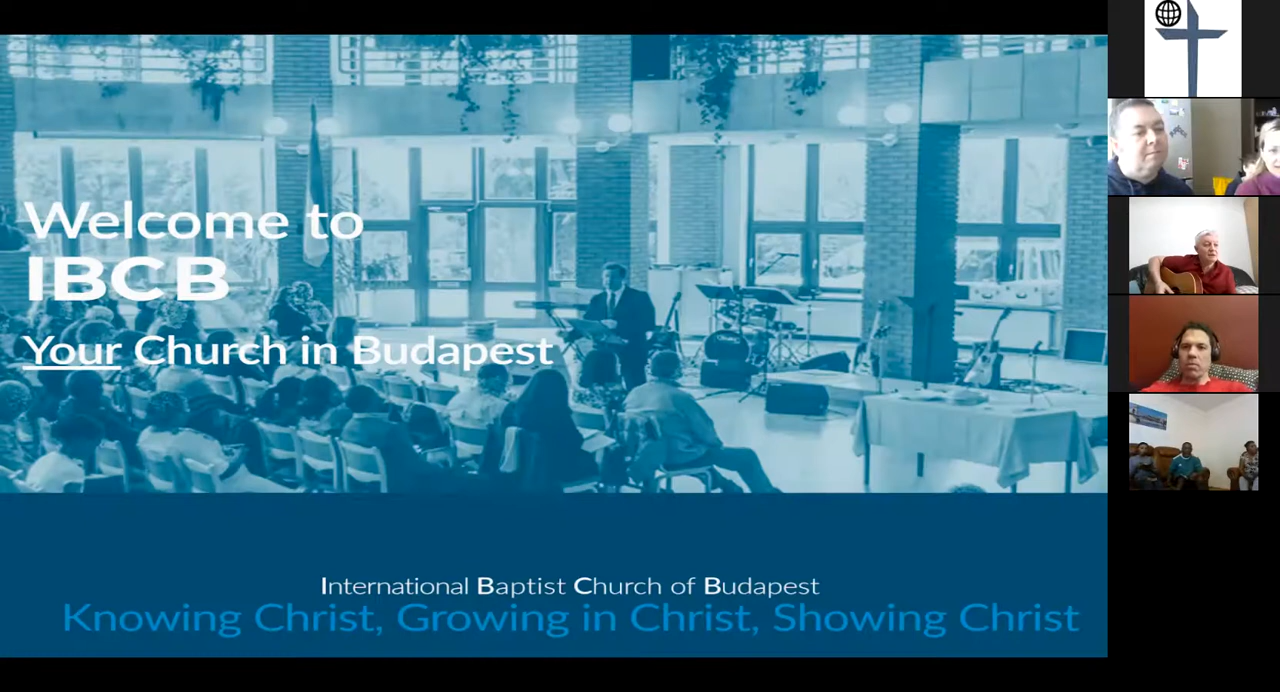 Welcome to
IBCB
Your Church in Budapest
International Baptist Church of Budapest
Knowing Christ, Growing in Christ, Showing Christ